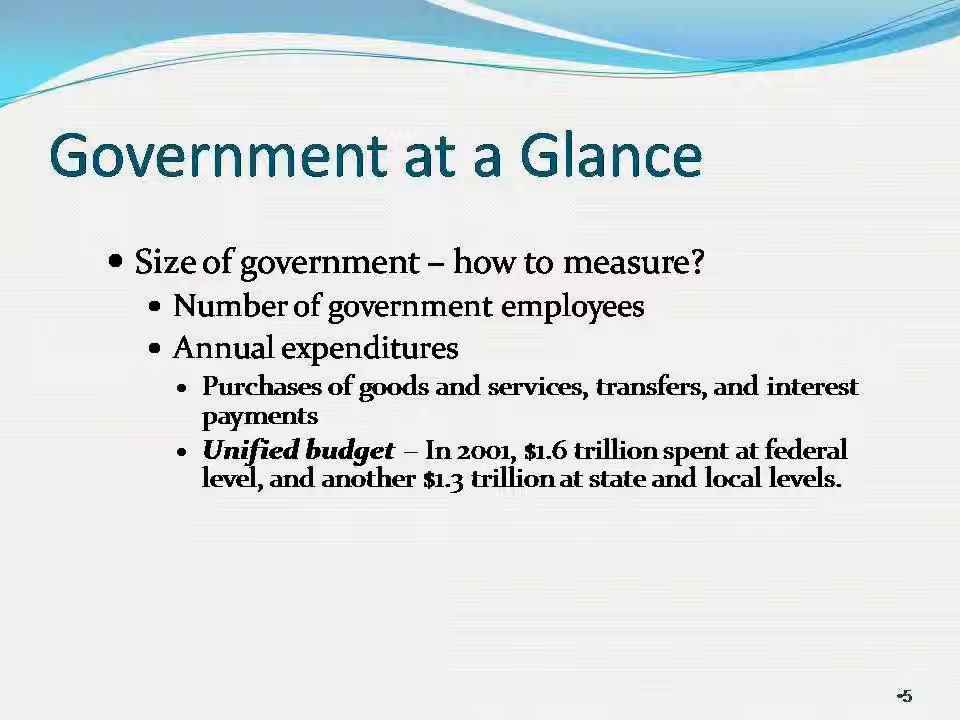 Government at a Glance
• Size of government – how to measure?
• Number of government employees
• Annual expenditures
• Purchases of goods and services, transfers, and interest
payments
• Unified budget – In 2001, $1.6 trillion spent at federal
level, and another $1.3 trillion at state and local levels.
•5